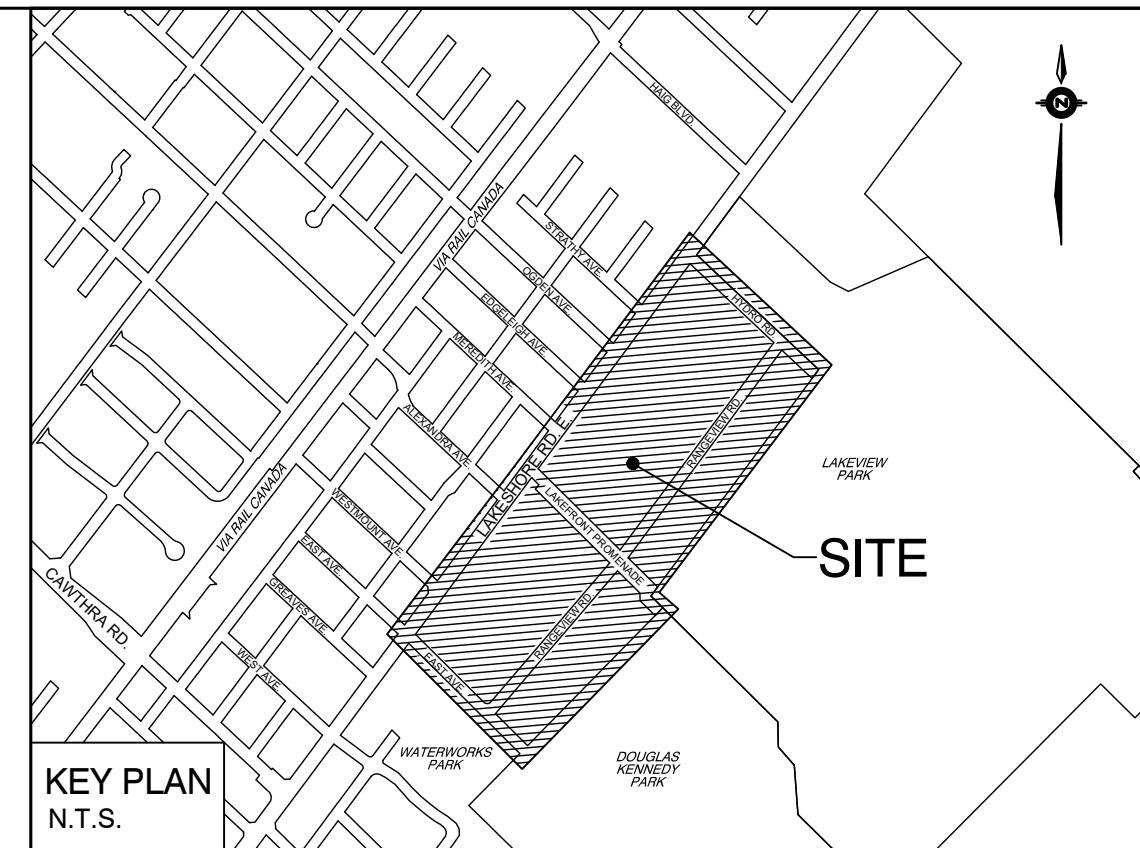 HAIG BLVD.
N
VIA RAIL CANADA
STRATHY AVE.
OGDEN AVE.
EDGELEIGH AVE.
MEREDITH AVE.
ALEXANDRA AVE.
HYDRO RD.
RANGEVIEW RD.
LAKESHORE RD. E.
LAKEVIEW
PARK
LAKEFRONT PROMENADE
SITE
VIA RAIL CANADA
WESTMOUNT AVE.
EAST AVE.
GREAVES AVE.
WEST AVE.
CAWTHRA RD.
RANGEVIEW RD.
EAST AVE.
WATERWORKS
PARK
DOUGLAS
KENNEDY
PARK
KEY PLAN
N.T.S.